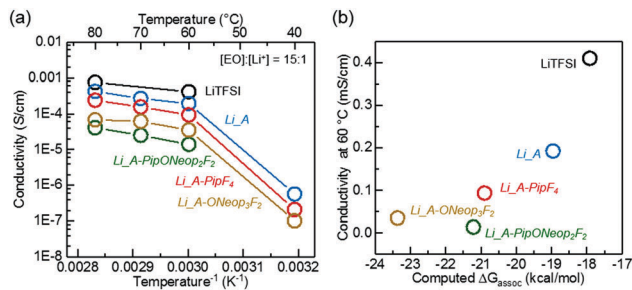 (a)
Temperature (°C)
80 70 60 40
[EO]:[Li⁺] = 15:1
0.01
0.001
1E-4
1E-5
1E-6
1E-7
1E-8
Conductivity (S/cm)
LiTFSI
Li_A
Li_A-PipONeop₂F₂
Li_A-PipF₄
Li_A-ONeop₃F₂
0.0028 0.0029 0.0030 0.0031 0.0032
Temperature⁻¹ (K⁻¹)
(b)
Conductivity at 60 °C (mS/cm)
0.4
0.3
0.2
0.1
0.0
LiTFSI
Li_A
Li_A-PipF₄
Li_A-ONeop₃F₂
Li_A-PipONeop₂F₂
-24 -23 -22 -21 -20 -19 -18
Computed ΔG_assoc (kcal/mol)